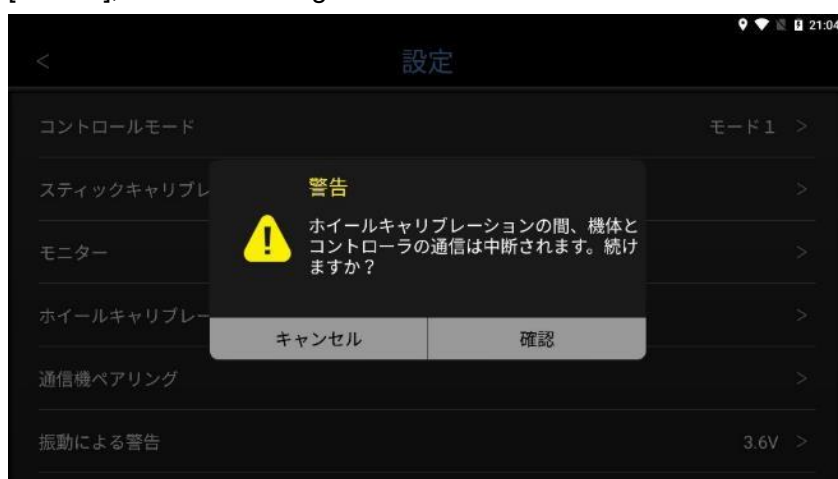 21:04
<
設定
コントロールモード
モード1 >
スティックキャリブレ
>
モニター
>
ホイールキャリブレー
>
通信機ペアリング
>
振動による警告
3.6V >
警告
ホイールキャリブレーションの間、機体と
コントローラの通信は中断されます。続け
ますか？
キャンセル
確認